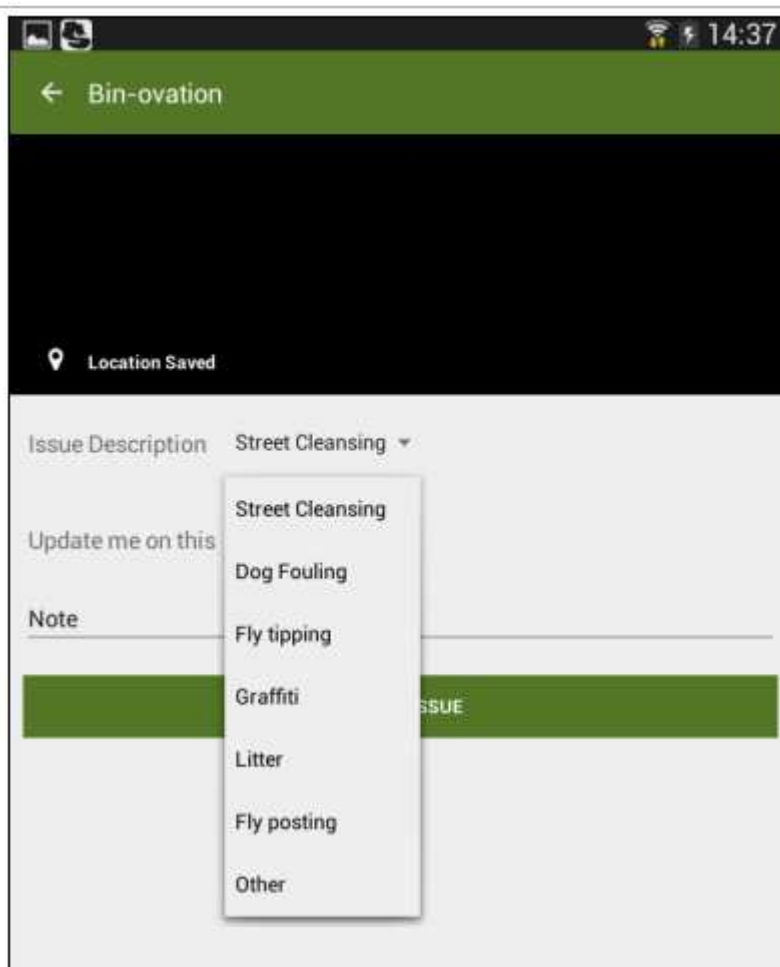 14:37
Bin-ovation
Location Saved
Issue Description Street Cleansing
Street Cleansing
Update me on this
Dog Fouling
Note
Fly tipping
Graffiti
Litter
Fly posting
Other